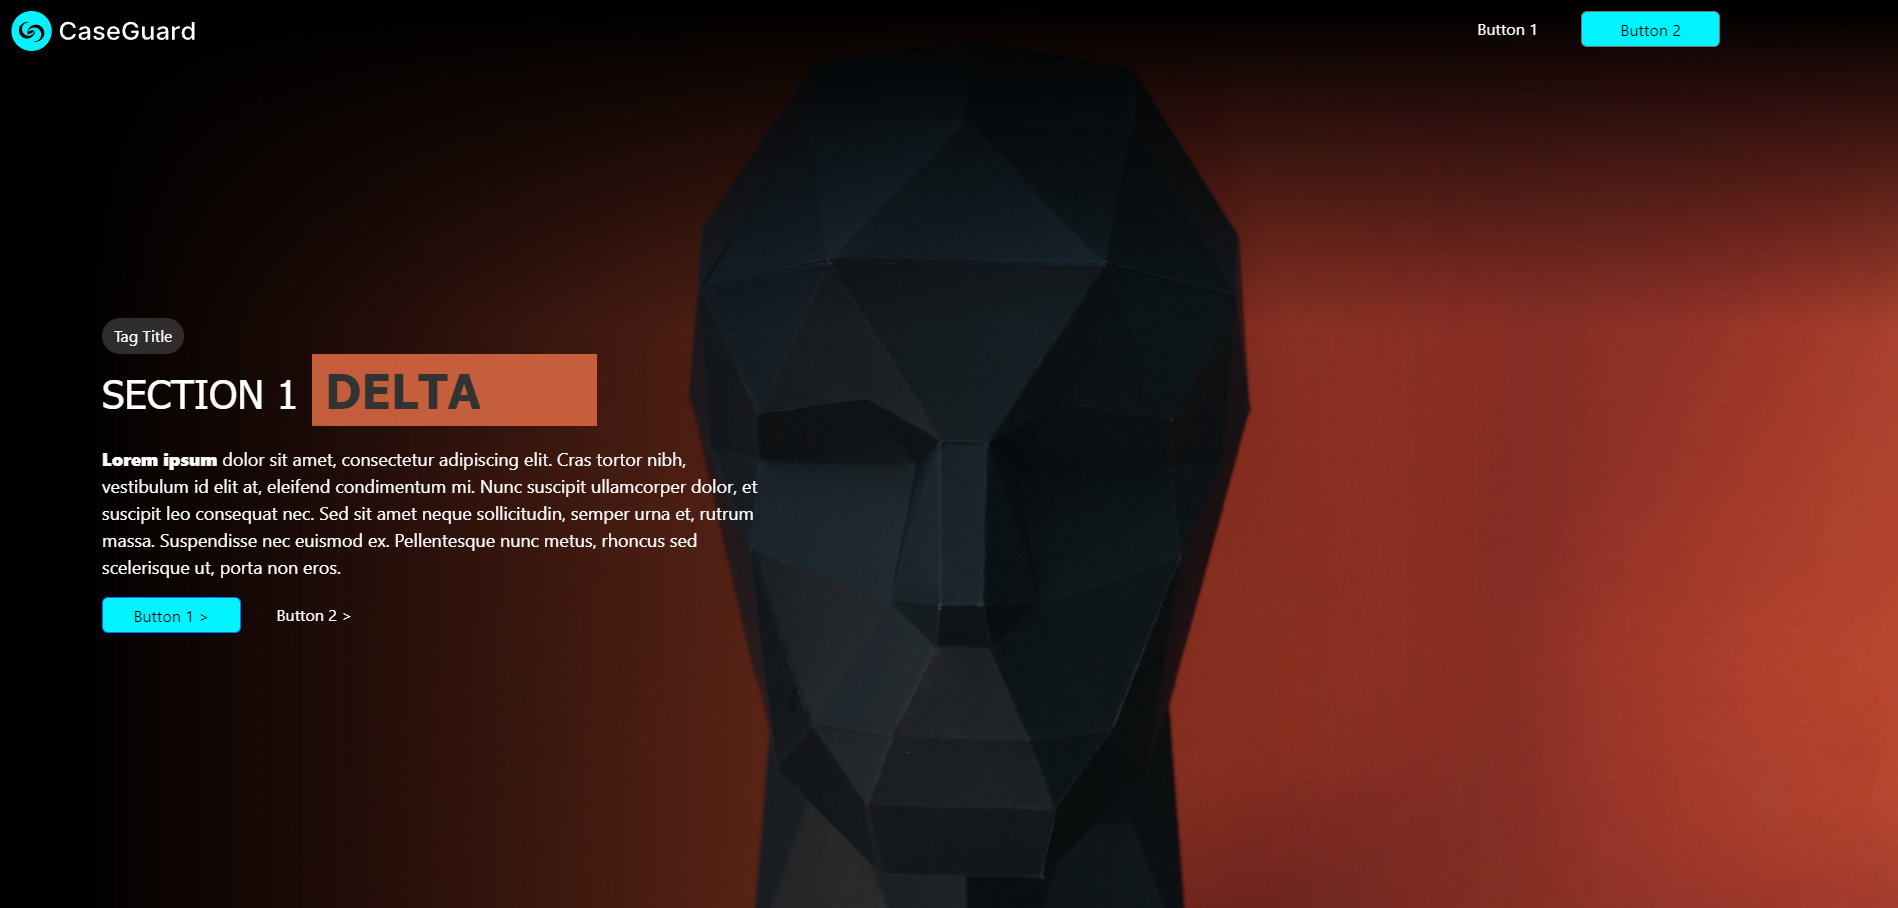 CaseGuard
Button 1
Button 2
Tag Title
SECTION 1 DELTA
Lorem ipsum dolor sit amet, consectetur adipiscing elit. Cras tortor nibh,
vestibulum id elit at, eleifend condimentum mi. Nunc suscipit ullamcorper dolor, et
suscipit leo consequat nec. Sed sit amet neque sollicitudin, semper urna et, rutrum
massa. Suspendisse nec euismod ex. Pellentesque nunc metus, rhoncus sed
scelerisque ut, porta non eros.
Button 1 >
Button 2 >